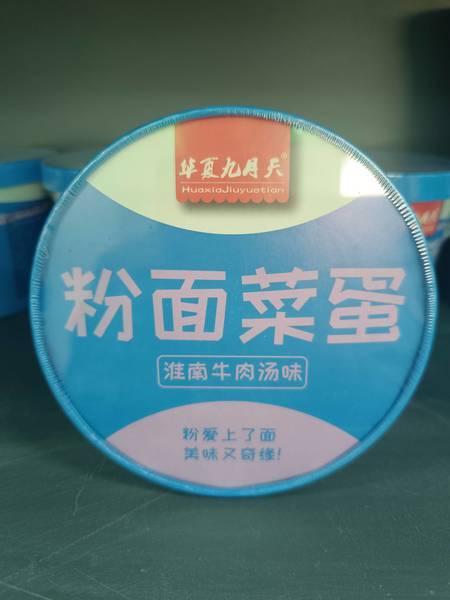 华夏九月天®
HuaxiaJiuyuetian
粉面菜蛋
淮南牛肉汤味
粉爱上了面
美味又奇缘!